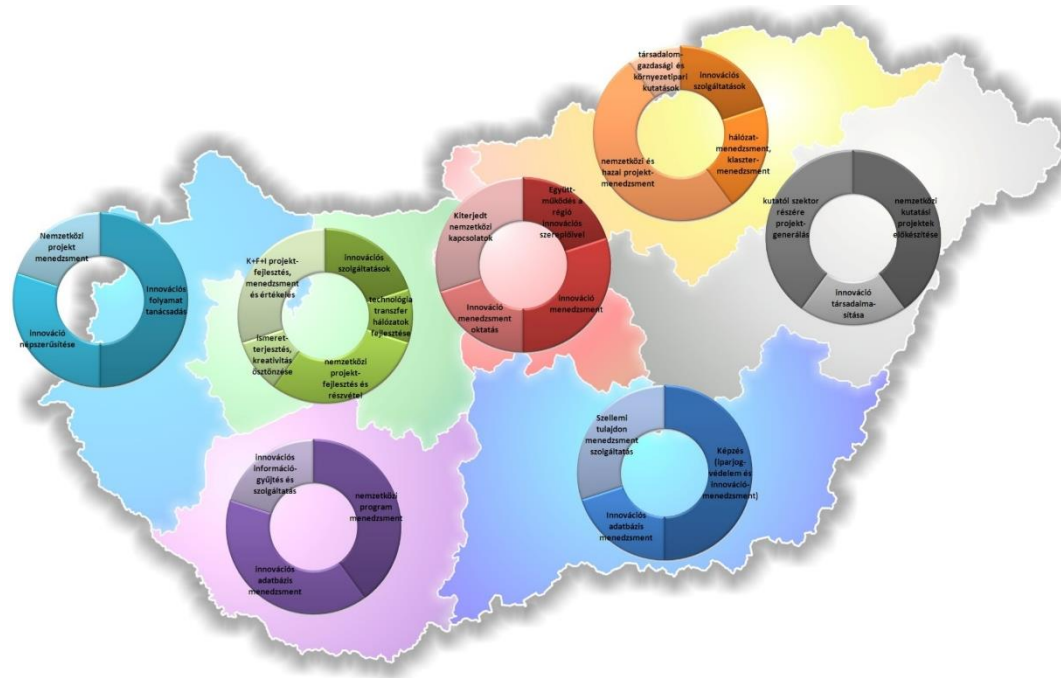 társadalom-
gazdasági és
környezetipari
kutatások
innovációs
szolgáltatások
hálózat-
menedzsment,
klaszter-
menedzsment
nemzetközi és
hazai projekt-
menedzsment
kutatói szektor
részére
projekt-
generálás
nemzetközi
kutatási
projektek
előkészítése
innováció
társadalma-
sítása
Kiterjedt
nemzetközi
kapcsolatok
Együtt-
működés a
régió
innovációs
szereplőivel
Innováció
menedzsment
oktatás
Innováció
menedzsment
Nemzetközi
projekt
menedzsment
Innovációs
folyamat
tanácsadás
Innováció
népszerűsítése
K+F+I projekt-
fejlesztés,
menedzsment
és értékelés
innovációs
szolgáltatások
technológia
transzfer
hálózatok
fejlesztése
ismeret-
terjesztés,
kreativitás
ösztönzése
nemzetközi
projekt-
fejlesztés és
részvétel
innovációs
információ-
gyűjtés és
szolgáltatás
nemzetközi
program
menedzsment
innovációs
adatbázis
menedzsment
Szellemi
tulajdon
menedzsment
szolgáltatás
Képzés
(iparjog-
védelem és
innováció-
menedzsment)
Innovációs
adatbázis
menedzsment